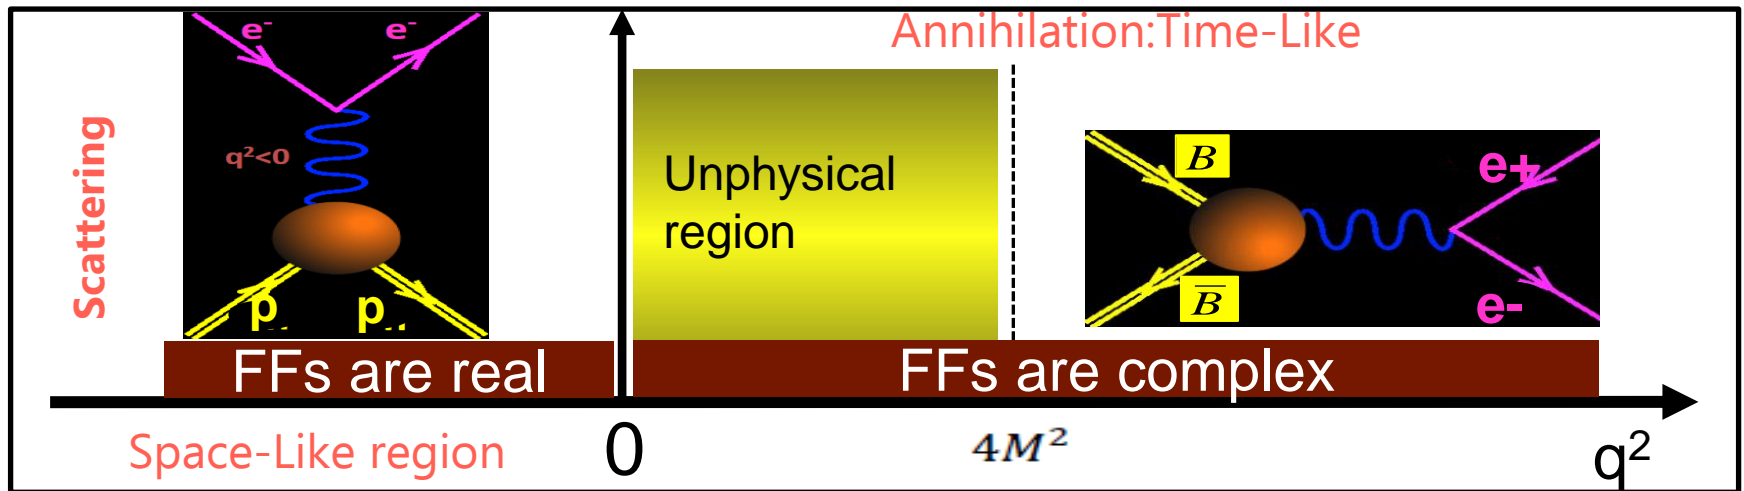 Annihilation:Time-Like
Scattering
e-
e-
q²<0
p
p
Unphysical
region
B
B̅
e+
e-
FFs are real
FFs are complex
Space-Like region
0
4M²
q²